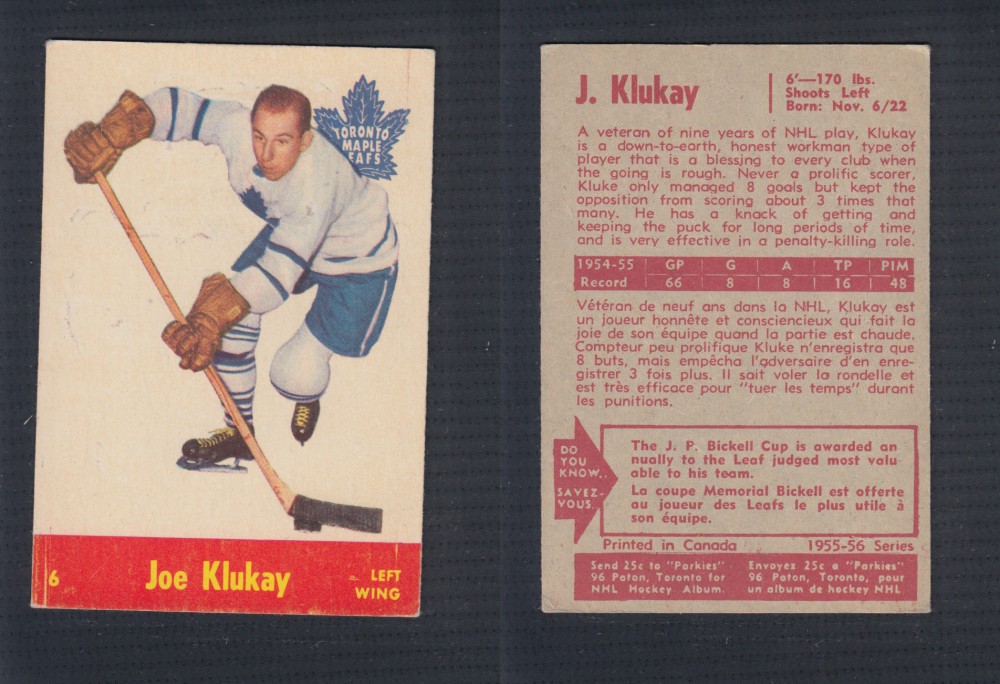 TORONTO
MAPLE
LEAFS
6
Joe Klukay
LEFT
WING
J. Klukay
6'—170 lbs.
Shoots Left
Born: Nov. 6/22
A veteran of nine years of NHL play, Klukay
is a down-to-earth, honest workman type of
player that is a blessing to every club when
the going is rough. Never a prolific scorer,
Kluke only managed 8 goals but kept the
opposition from scoring about 3 times that
many. He has a knack of getting and
keeping the puck for long periods of time,
and is very effective in a penalty-killing role.
1954-55 GP G A TP PIM
Record 66 8 8 16 48
Vétéran de neuf ans dans la NHL, Klukay est
un joueur honnête et consciencieux qui fait la
joie de son équipe quand la partie est chaude.
Compteur peu prolifique Kluke n'enregistra que
8 buts, mais empêcha l'adversaire d'en enre-
gistrer 3 fois plus. Il sait voler la rondelle et
est très efficace pour "tuer les temps" durant
les punitions.
DO
YOU
KNOW..
SAVEZ-
VOUS.
The J. P. Bickell Cup is awarded an
nually to the Leaf judged most valu
able to his team.
La coupe Memorial Bickell est offerte
au joueur des Leafs le plus utile à
son équipe.
Printed in Canada 1955-56 Series
Send 25c to "Parkies"
96 Paton, Toronto for
NHL Hockey Album.
Envoyez 25c a "Parkies"
96 Paton, Toronto, pour
un album de hockey NHL